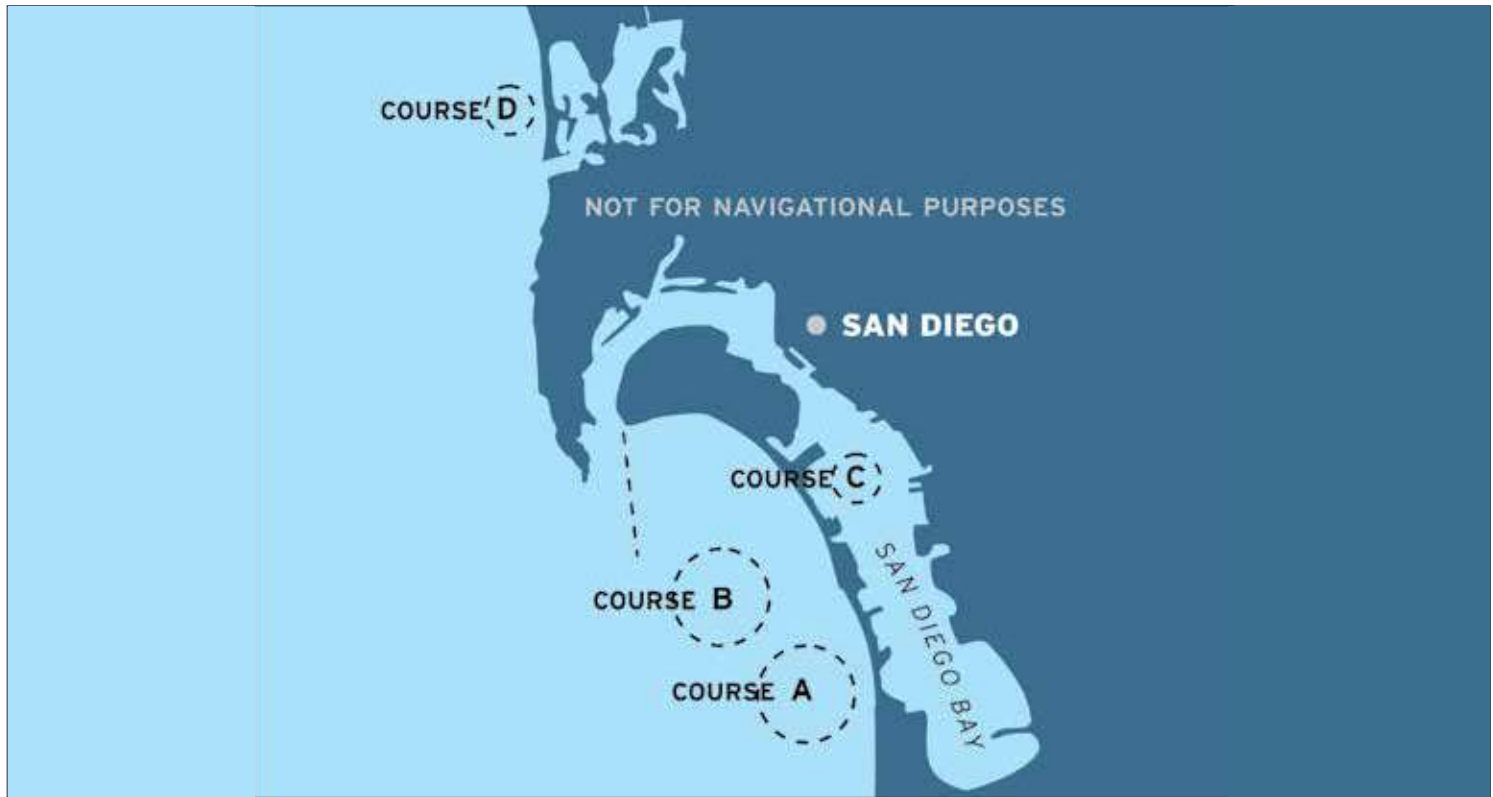 COURSE D
NOT FOR NAVIGATIONAL PURPOSES
SAN DIEGO
COURSE C
SAN DIEGO BAY
COURSE B
COURSE A